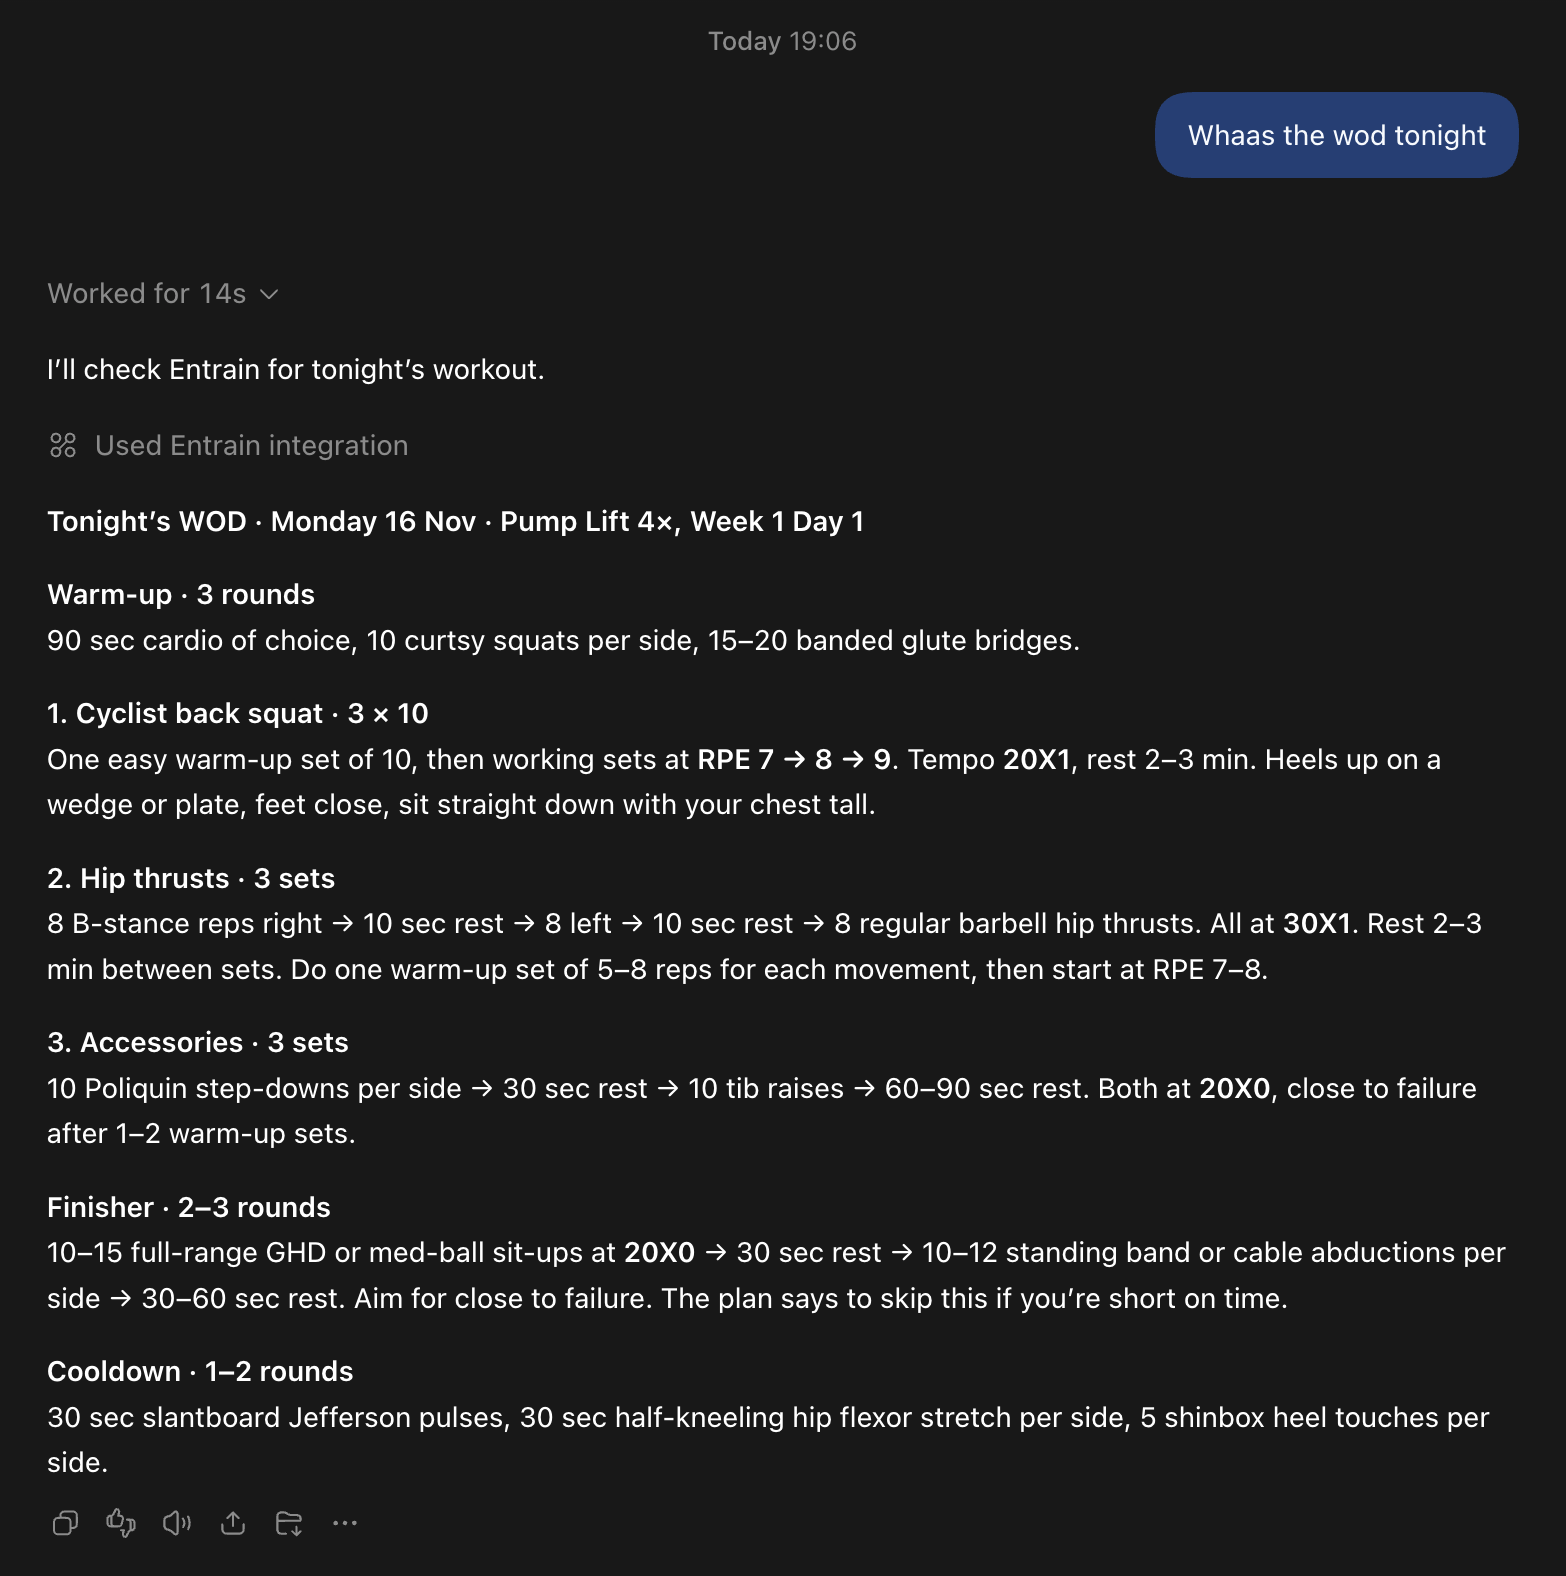 Today 19:06
Whaas the wod tonight
Worked for 14s
I’ll check Entrain for tonight’s workout.
Used Entrain integration
Tonight’s WOD · Monday 16 Nov · Pump Lift 4×, Week 1 Day 1
Warm-up · 3 rounds
90 sec cardio of choice, 10 curtsy squats per side, 15–20 banded glute bridges.
1. Cyclist back squat · 3 × 10
One easy warm-up set of 10, then working sets at RPE 7 → 8 → 9. Tempo 20X1, rest 2–3 min. Heels up on a
wedge or plate, feet close, sit straight down with your chest tall.
2. Hip thrusts · 3 sets
8 B-stance reps right → 10 sec rest → 8 left → 10 sec rest → 8 regular barbell hip thrusts. All at 30X1. Rest 2–3
min between sets. Do one warm-up set of 5–8 reps for each movement, then start at RPE 7–8.
3. Accessories · 3 sets
10 Poliquin step-downs per side → 30 sec rest → 10 tib raises → 60–90 sec rest. Both at 20X0, close to failure
after 1–2 warm-up sets.
Finisher · 2–3 rounds
10–15 full-range GHD or med-ball sit-ups at 20X0 → 30 sec rest → 10–12 standing band or cable abductions per
side → 30–60 sec rest. Aim for close to failure. The plan says to skip this if you’re short on time.
Cooldown · 1–2 rounds
30 sec slantboard Jefferson pulses, 30 sec half-kneeling hip flexor stretch per side, 5 shinbox heel touches per
side.